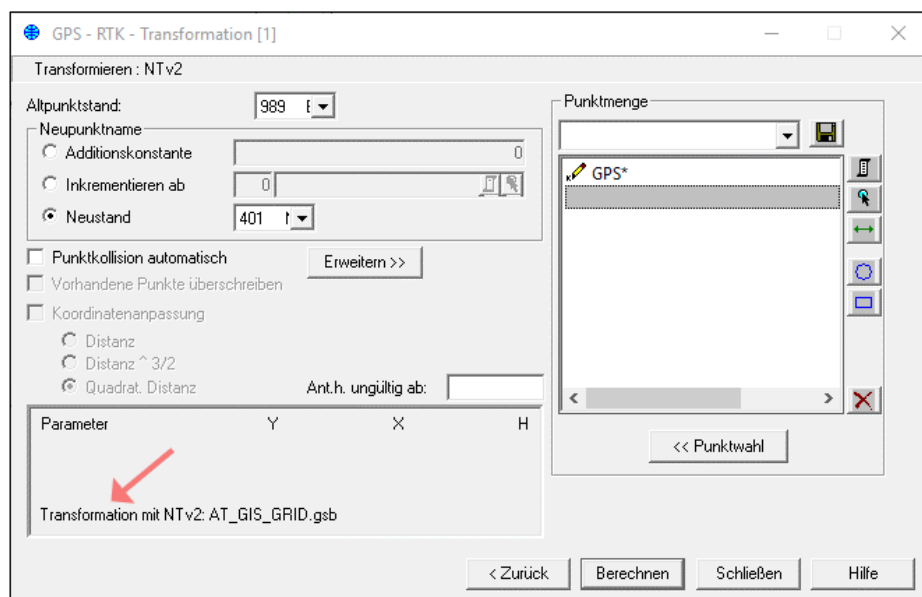 GPS - RTK - Transformation [1]
Transformieren : NTv2
Altpunktstand:
989
Neupunktname
Additionskonstante
0
Inkrementieren ab
0
Neustand
401
Punktkollision automatisch
Erweitern >>
Vorhandene Punkte überschreiben
Koordinatenanpassung
Distanz
Distanz ^ 3/2
Quadrat. Distanz
Ant.h. ungültig ab:
Parameter Y X H
Transformation mit NTv2: AT_GIS_GRID.gsb
Punktmenge
GPS*
<< Punktwahl
< Zurück
Berechnen
Schließen
Hilfe